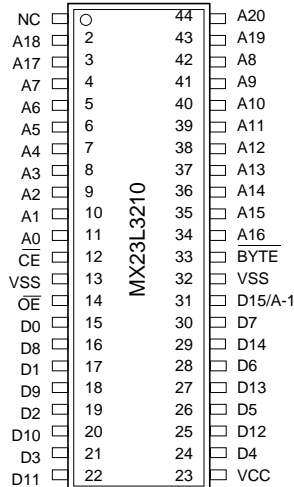 NC 44 A20
A18 2 43 A19
A17 3 42 A8
A7 4 41 A9
A6 5 40 A10
A5 6 39 A11
A4 7 38 A12
A3 8 37 A13
A2 9 36 A14
A1 10 35 A15
A0 11 34 A16
CE 12 33 BYTE
VSS 13 32 VSS
OE 14 31 D15/A-1
D0 15 30 D7
D8 16 29 D14
D1 17 28 D6
D9 18 27 D13
D2 19 26 D5
D10 20 25 D12
D3 21 24 D4
D11 22 23 VCC
MX23L3210